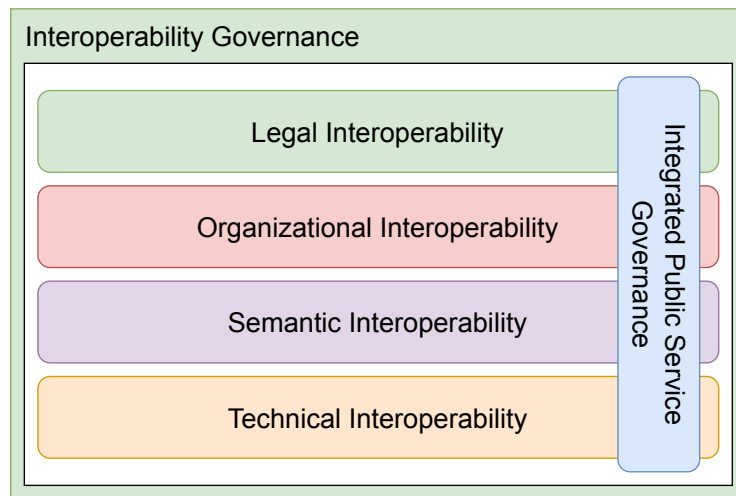 Interoperability Governance
Legal Interoperability
Organizational Interoperability
Semantic Interoperability
Technical Interoperability
Integrated Public Service
Governance